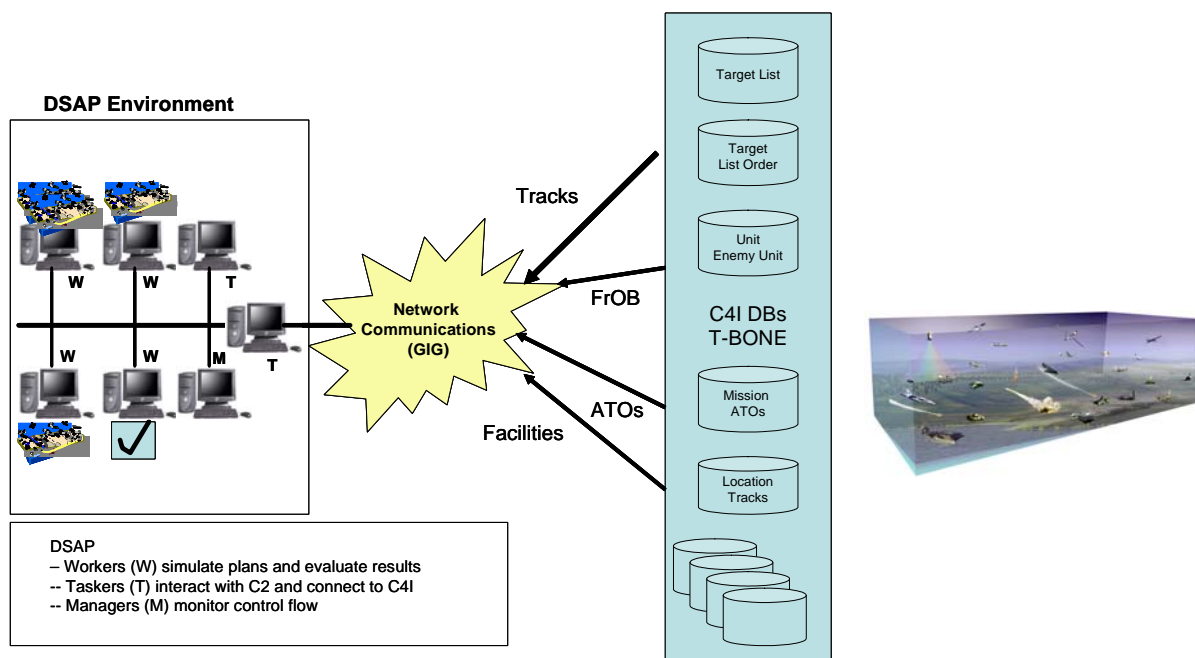 DSAP Environment
W
W
T
T
W
W
M
DSAP
– Workers (W) simulate plans and evaluate results
-- Taskers (T) interact with C2 and connect to C4I
-- Managers (M) monitor control flow
Network
Communications
(GIG)
Tracks
FrOB
ATOs
Facilities
Target List
Target
List Order
Unit
Enemy Unit
C4I DBs
T-BONE
Mission
ATOs
Location
Tracks